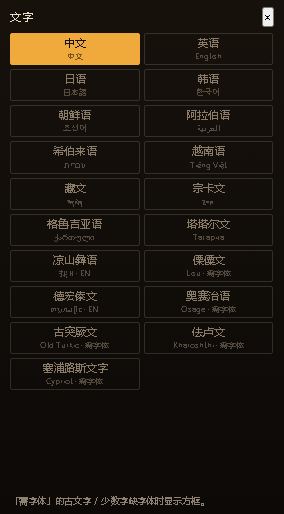 文字
×
中文
中文
英语
English
日语
日本語
韩语
한국어
朝鲜语
조선어
阿拉伯语
العربية
希伯来语
עברית
越南语
Tiếng Việt
藏文
宗卡文
格鲁吉亚语
ქართული
塔塔尔文
Татарча
凉山彝语
EN
傈僳文
Lisu · 需字体
德宏傣文
EN
奥塞治语
Osage · 需字体
古突厥文
Old Turkic · 需字体
佉卢文
Kharoshthi · 需字体
塞浦路斯文字
Cypriot · 需字体
「需字体」的古文字 / 少数字缺字体时显示方框。